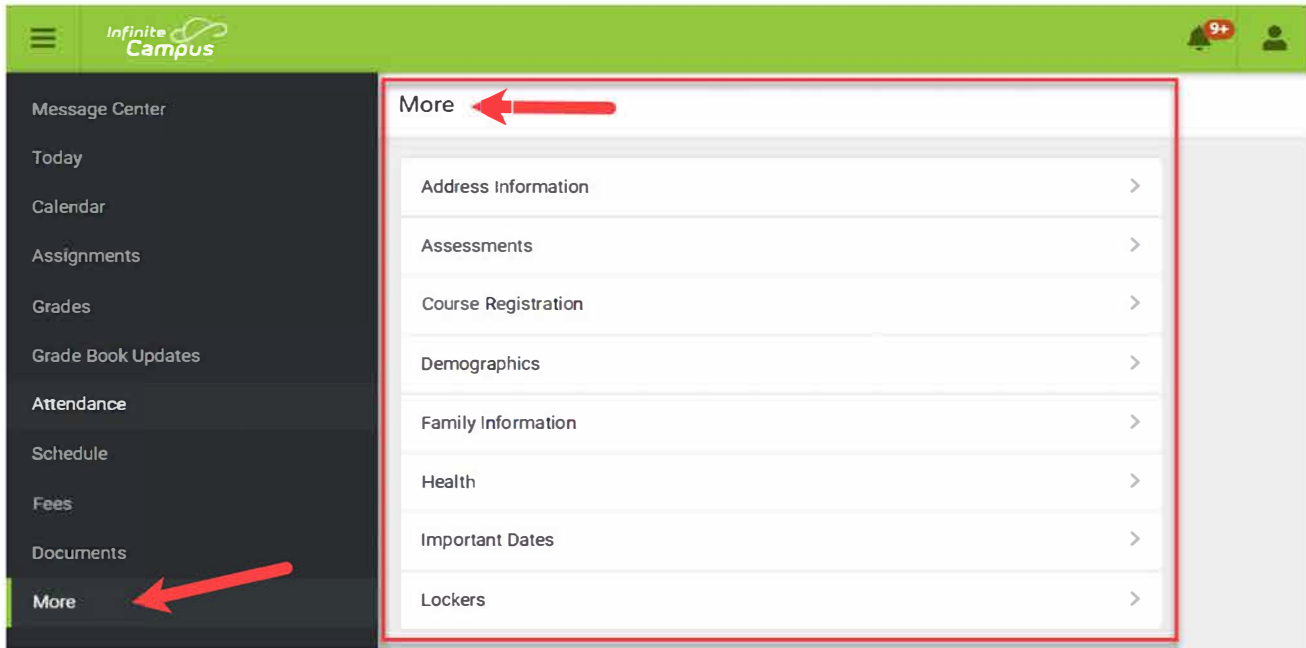 Infinite
Campus
9+
Message Center
Today
Calendar
Assignments
Grades
Grade Book Updates
Attendance
Schedule
Fees
Documents
More
More
Address Information
Assessments
Course Registration
Demographics
Family Information
Health
Important Dates
Lockers